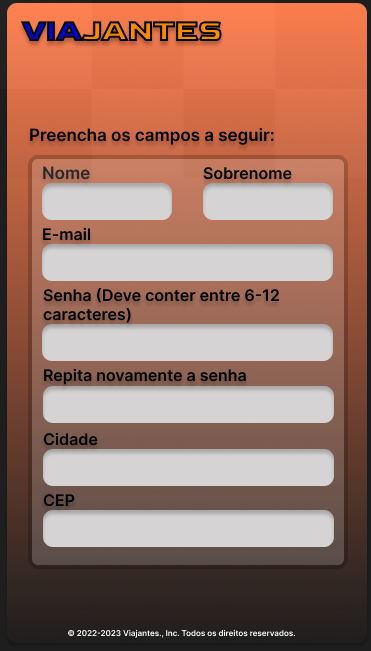 VIAJANTES
Preencha os campos a seguir:
Nome Sobrenome
E-mail
Senha (Deve conter entre 6-12
caracteres)
Repita novamente a senha
Cidade
CEP
© 2022-2023 Viajantes., Inc. Todos os direitos reservados.